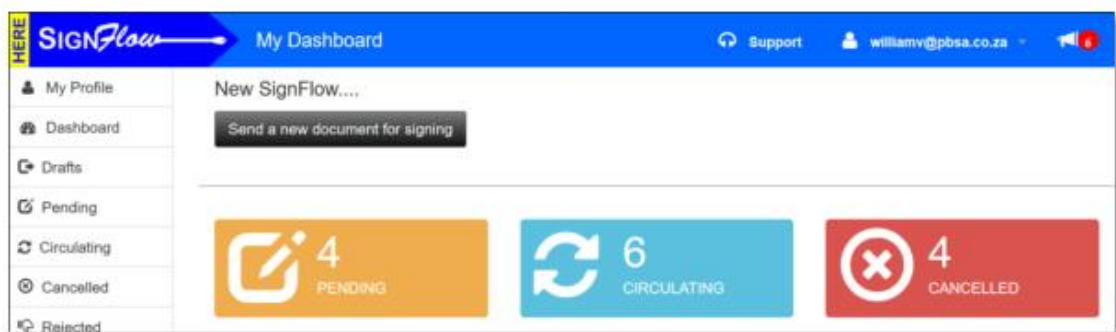 HERE
SIGNFlow
My Dashboard
Support
williamv@pbsa.co.za
6
My Profile
Dashboard
Drafts
Pending
Circulating
Cancelled
Rejected
New SignFlow....
Send a new document for signing
4
PENDING
6
CIRCULATING
4
CANCELLED